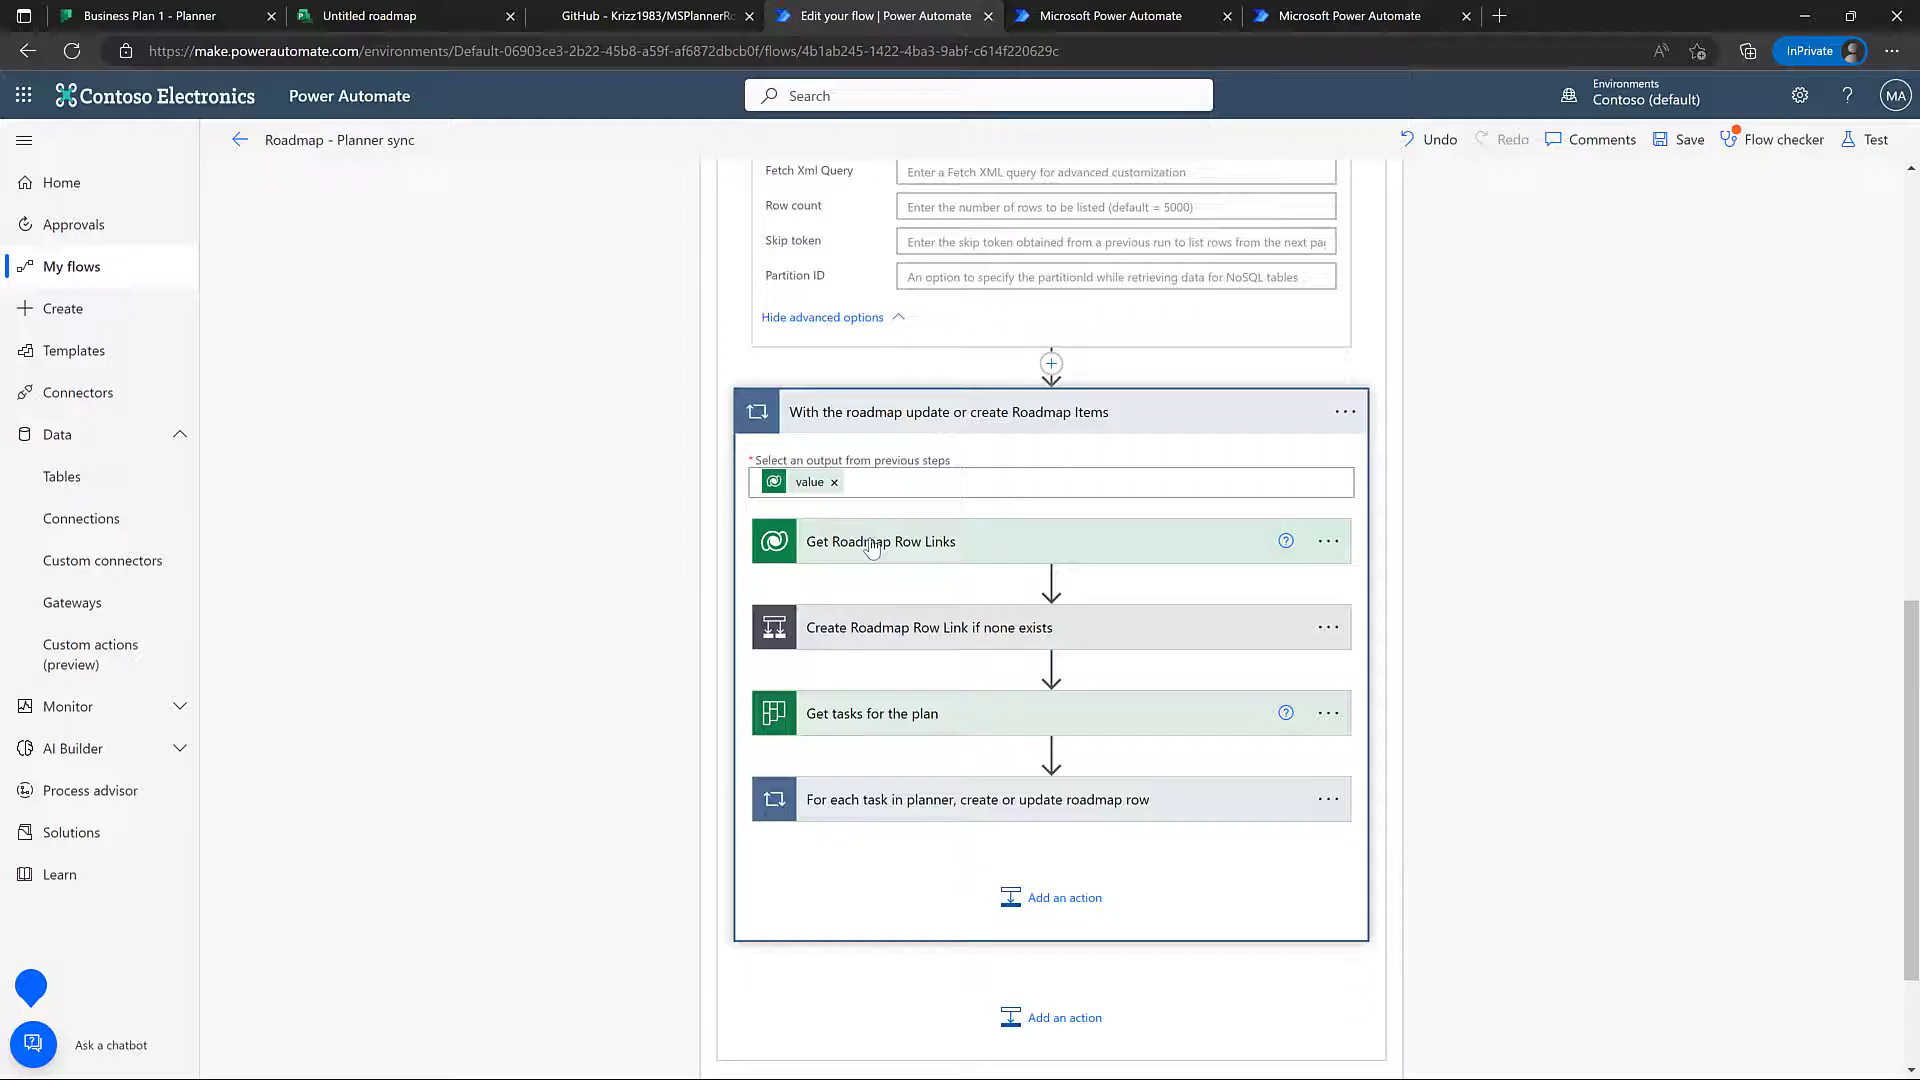 Business Plan 1 - Planner
Untitled roadmap
GitHub - Krizz1983/MSPlannerRo
Edit your flow | Power Automate
Microsoft Power Automate
Microsoft Power Automate
https://make.powerautomate.com/environments/Default-06903ce3-2b22-45b8-a59f-af6872dbcb0f/flows/4b1ab245-1422-4ba3-9abf-c614f220629c
InPrivate
Contoso Electronics
Power Automate
Search
Environments
Contoso (default)
MA
Roadmap - Planner sync
Undo
Redo
Comments
Save
Flow checker
Test
Home
Approvals
My flows
Create
Templates
Connectors
Data
Tables
Connections
Custom connectors
Gateways
Custom actions
(preview)
Monitor
AI Builder
Process advisor
Solutions
Learn
Ask a chatbot
Fetch Xml Query
Enter a Fetch XML query for advanced customization
Row count
Enter the number of rows to be listed (default = 5000)
Skip token
Enter the skip token obtained from a previous run to list rows from the next pag
Partition ID
An option to specify the partitionId while retrieving data for NoSQL tables
Hide advanced options
With the roadmap update or create Roadmap Items
* Select an output from previous steps
value
Get Roadmap Row Links
Create Roadmap Row Link if none exists
Get tasks for the plan
For each task in planner, create or update roadmap row
Add an action
Add an action